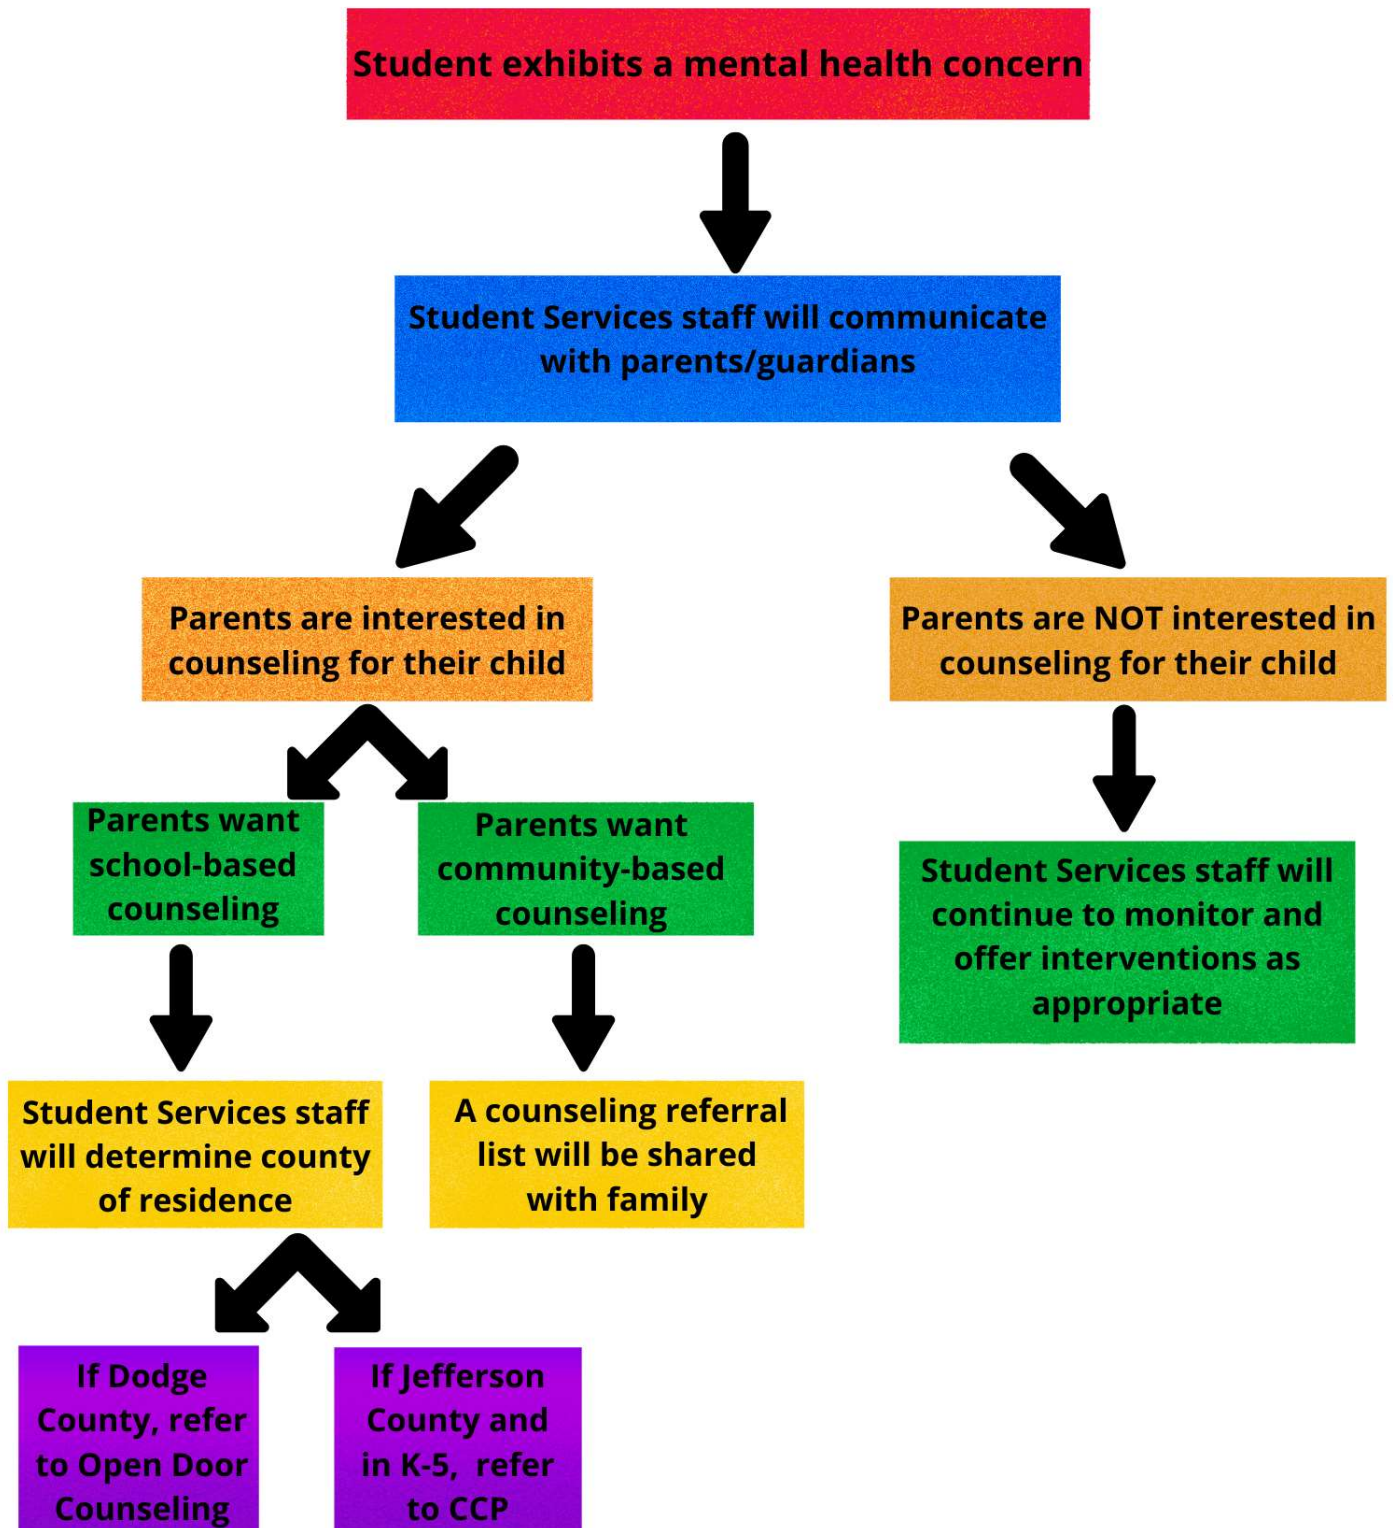 Student exhibits a mental health concern
Student Services staff will communicate
with parents/guardians
Parents are interested in
counseling for their child
Parents are NOT interested in
counseling for their child
Parents want
school-based
counseling
Parents want
community-based
counseling
Student Services staff will
continue to monitor and
offer interventions as
appropriate
Student Services staff
will determine county
of residence
A counseling referral
list will be shared
with family
If Dodge
County, refer
to Open Door
Counseling
If Jefferson
County and
in K-5, refer
to CCP